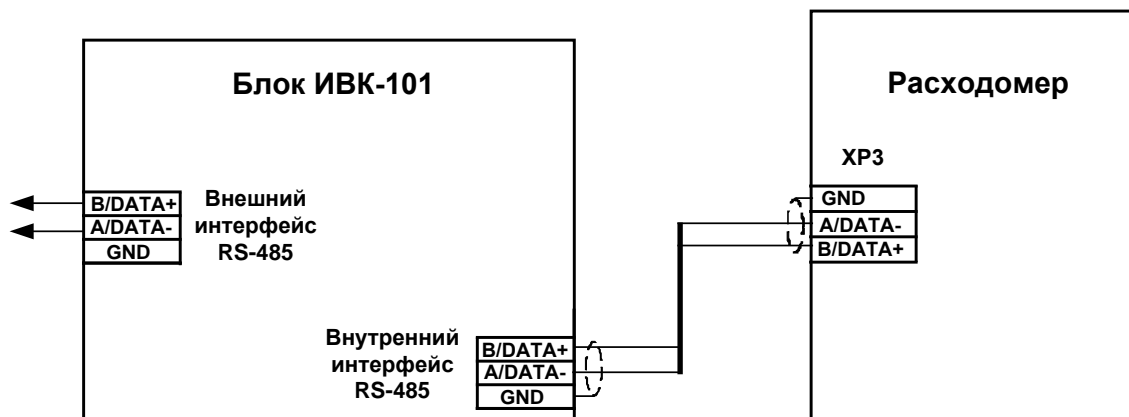 Блок ИВК-101
Расходомер
XP3
B/DATA+
A/DATA-
GND
Внешний
интерфейс
RS-485
GND
A/DATA-
B/DATA+
Внутренний
интерфейс
RS-485
B/DATA+
A/DATA-
GND